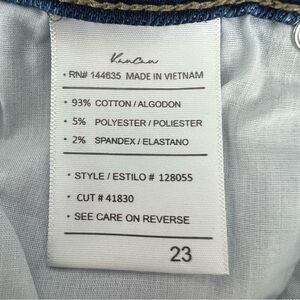 KanCan
• RN# 144635 MADE IN VIETNAM
• 93% COTTON / ALGODON
• 5% POLYESTER / POLIESTER
• 2% SPANDEX / ELASTANO
• STYLE / ESTILO # 128055
• CUT # 41830
• SEE CARE ON REVERSE
23